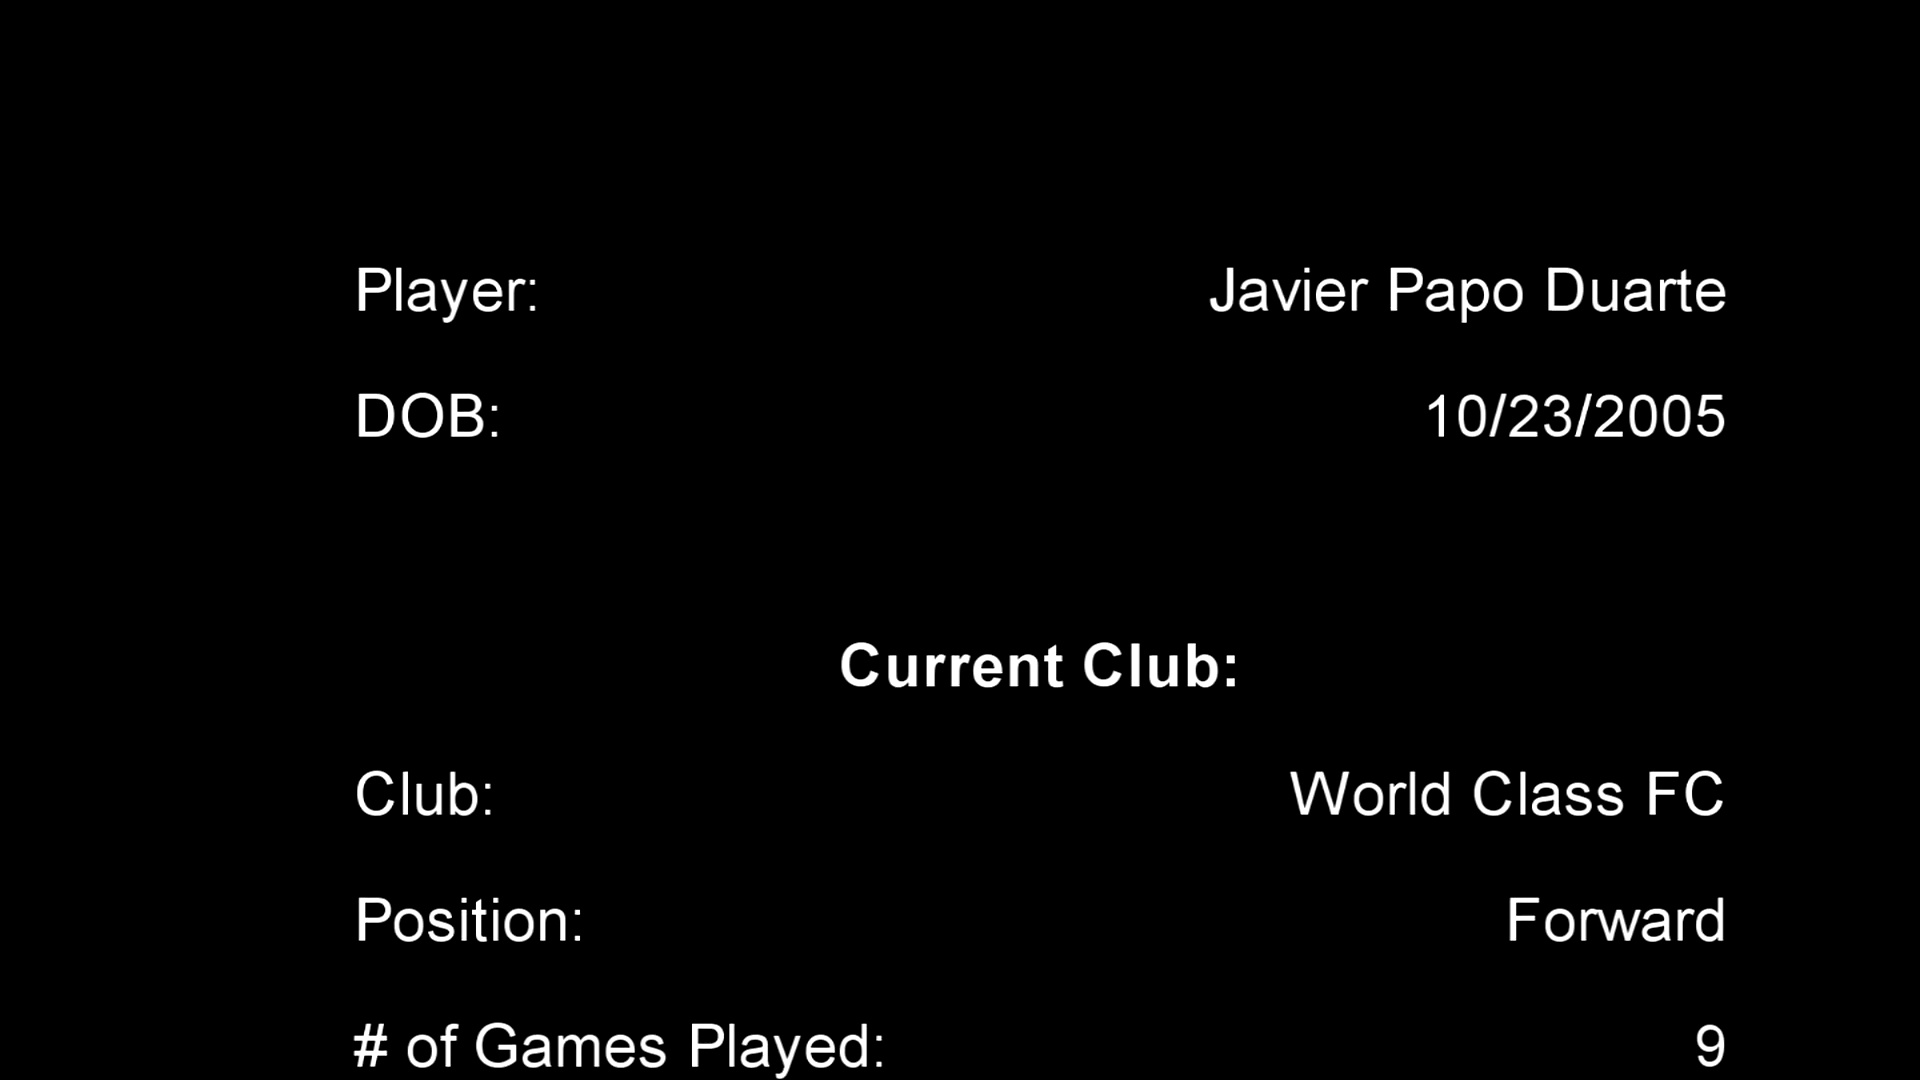 Player: Javier Papo Duarte
DOB: 10/23/2005
Current Club:
Club: World Class FC
Position: Forward
# of Games Played: 9